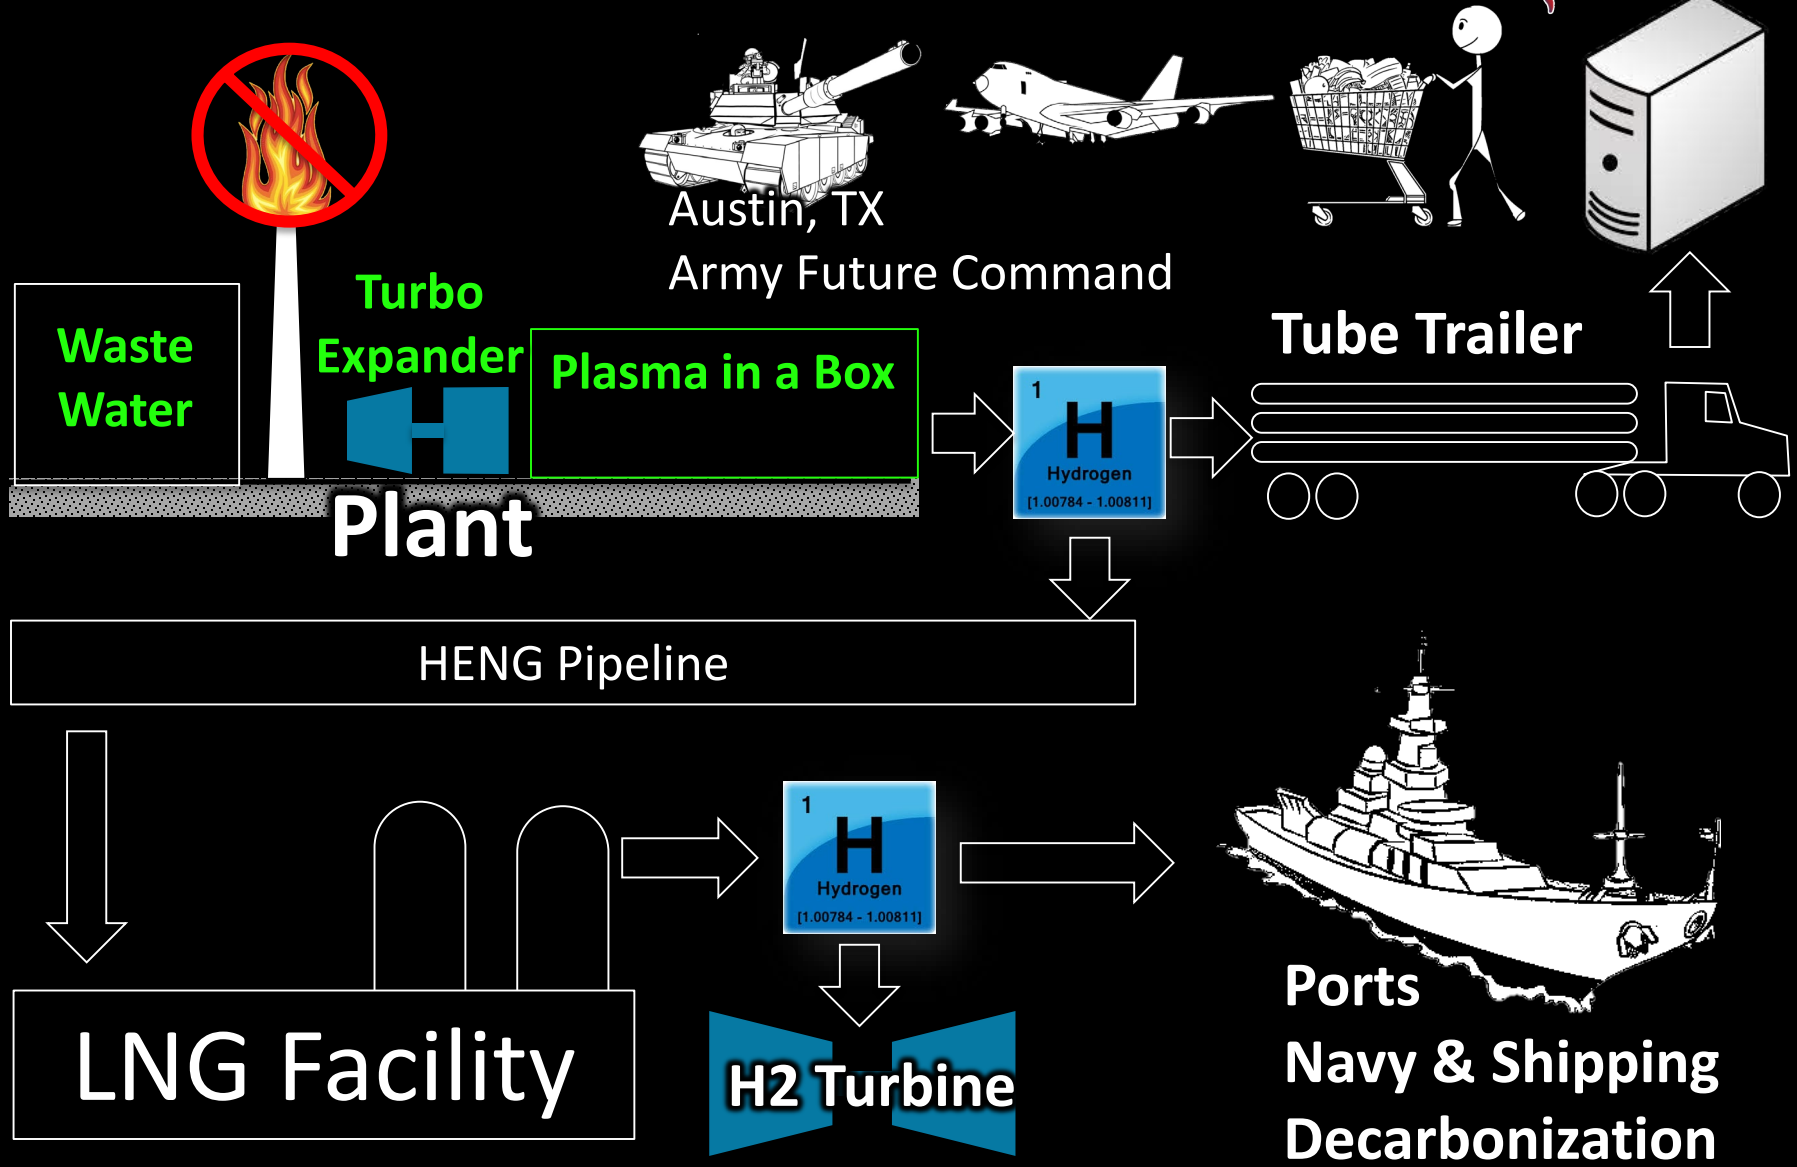 Austin, TX
Army Future Command
Waste
Water
Turbo
Expander
Plasma in a Box
Plant
1
H
Hydrogen
[1.00784 - 1.00811]
Tube Trailer
HENG Pipeline
LNG Facility
1
H
Hydrogen
[1.00784 - 1.00811]
H2 Turbine
Ports
Navy & Shipping
Decarbonization